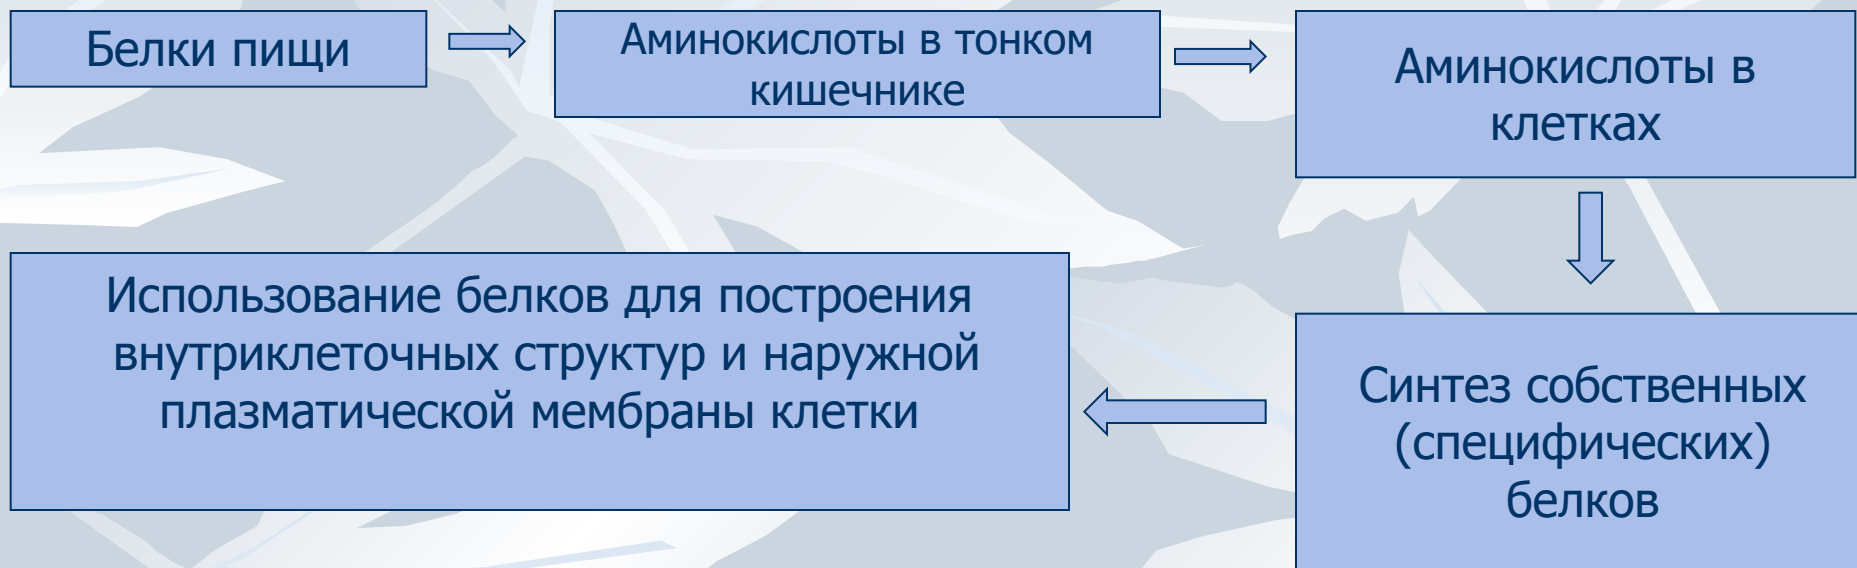 Белки пищи
Аминокислоты в тонком
кишечнике
Аминокислоты в
клетках
Использование белков для построения
внутриклеточных структур и наружной
плазматической мембраны клетки
Синтез собственных
(специфических)
белков